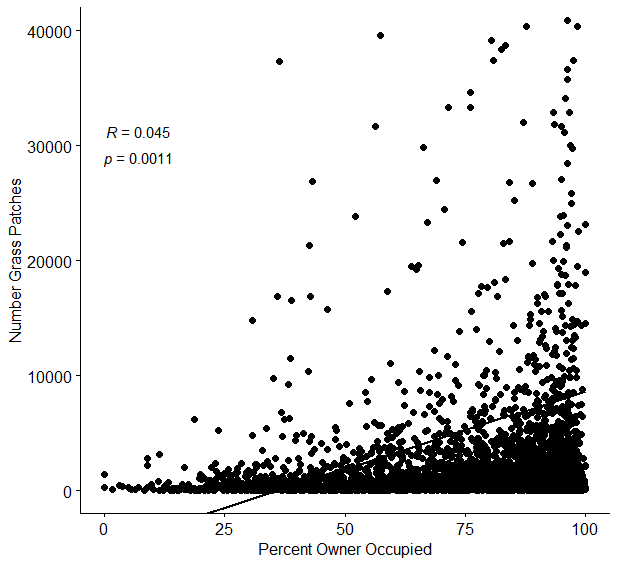 40000
30000
20000
10000
0
Number Grass Patches
R = 0.045
p = 0.0011
0 25 50 75 100
Percent Owner Occupied